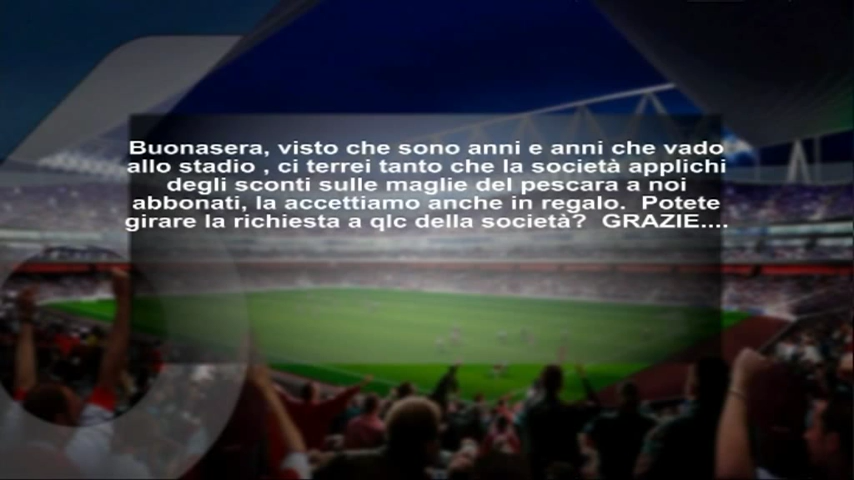 Buonasera, visto che sono anni e anni che vado
allo stadio , ci terrei tanto che la società applichi
degli sconti sulle maglie del pescara a noi
abbonati, la accettiamo anche in regalo.  Potete
girare la richiesta a qlc della società?  GRAZIE....